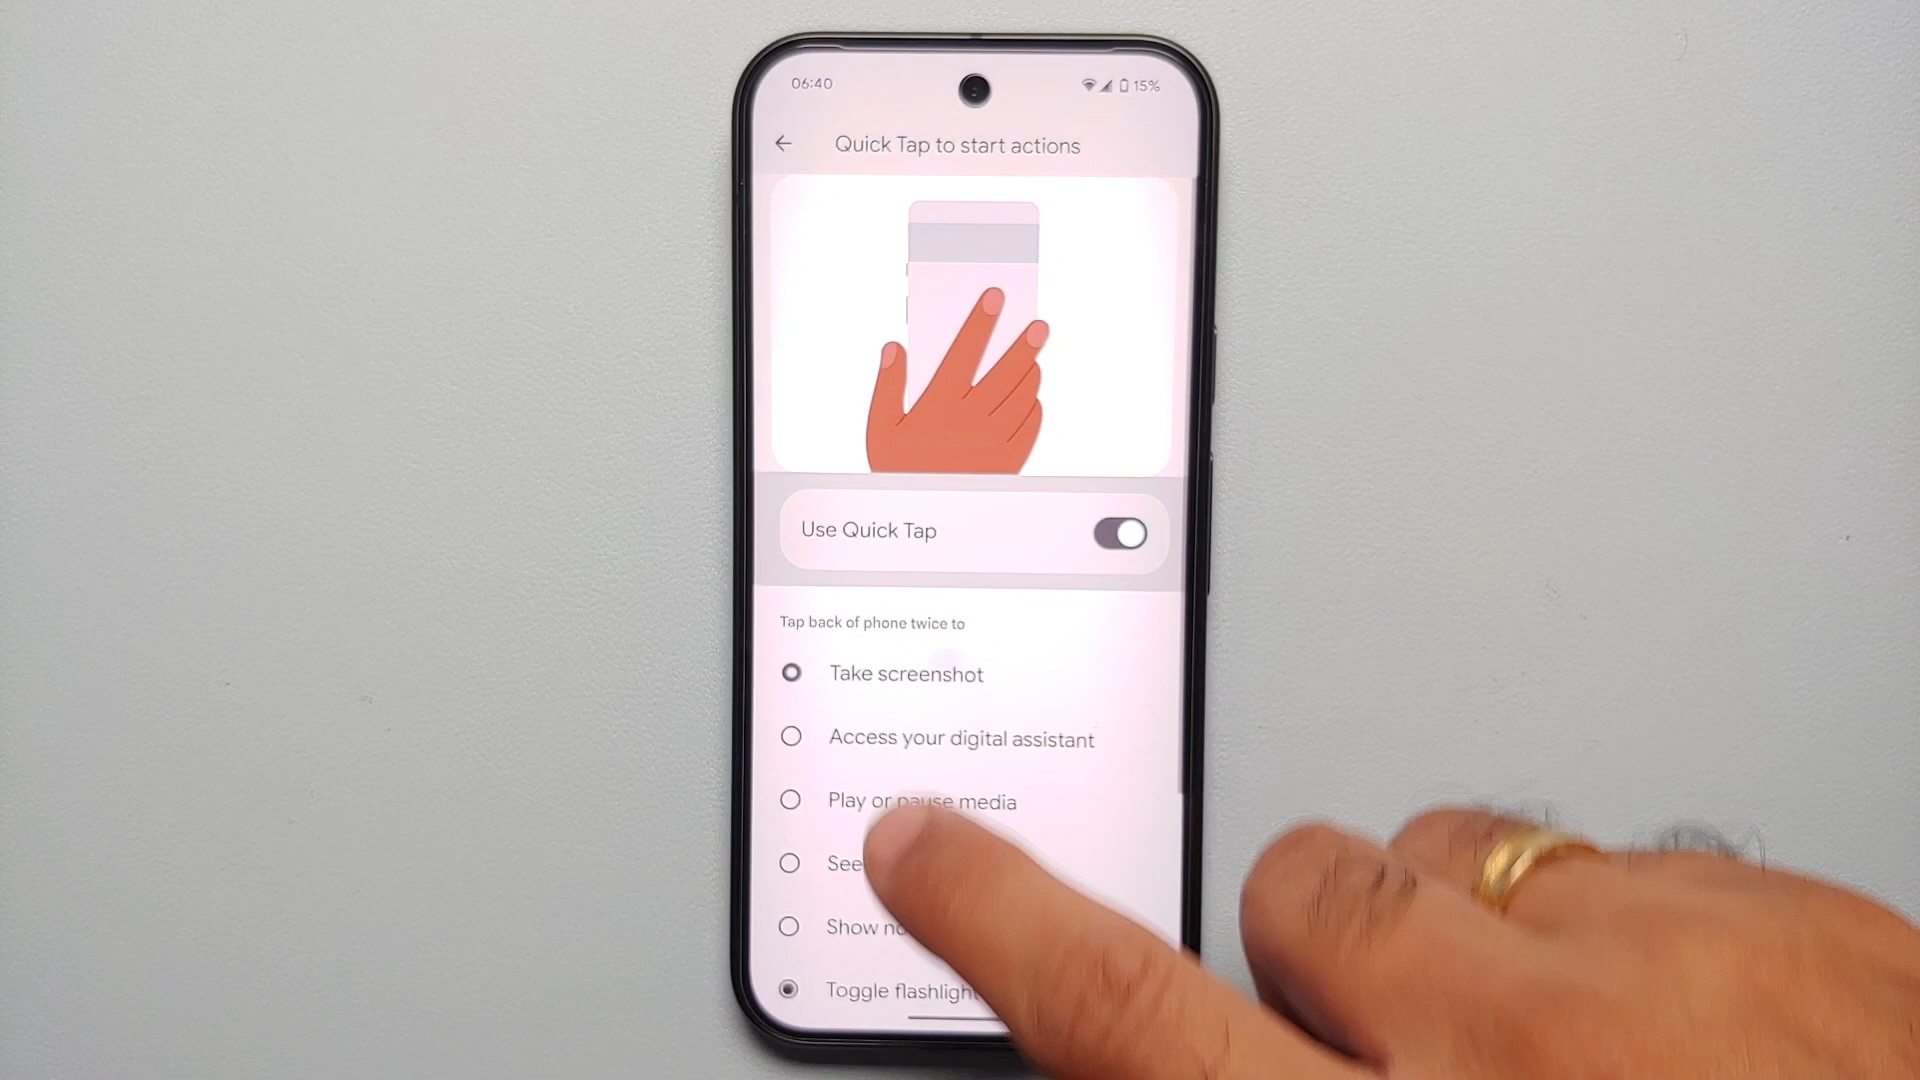 06:40
15%
Quick Tap to start actions
Use Quick Tap
Tap back of phone twice to
Take screenshot
Access your digital assistant
Play or pause media
See
Show
Toggle flashlight